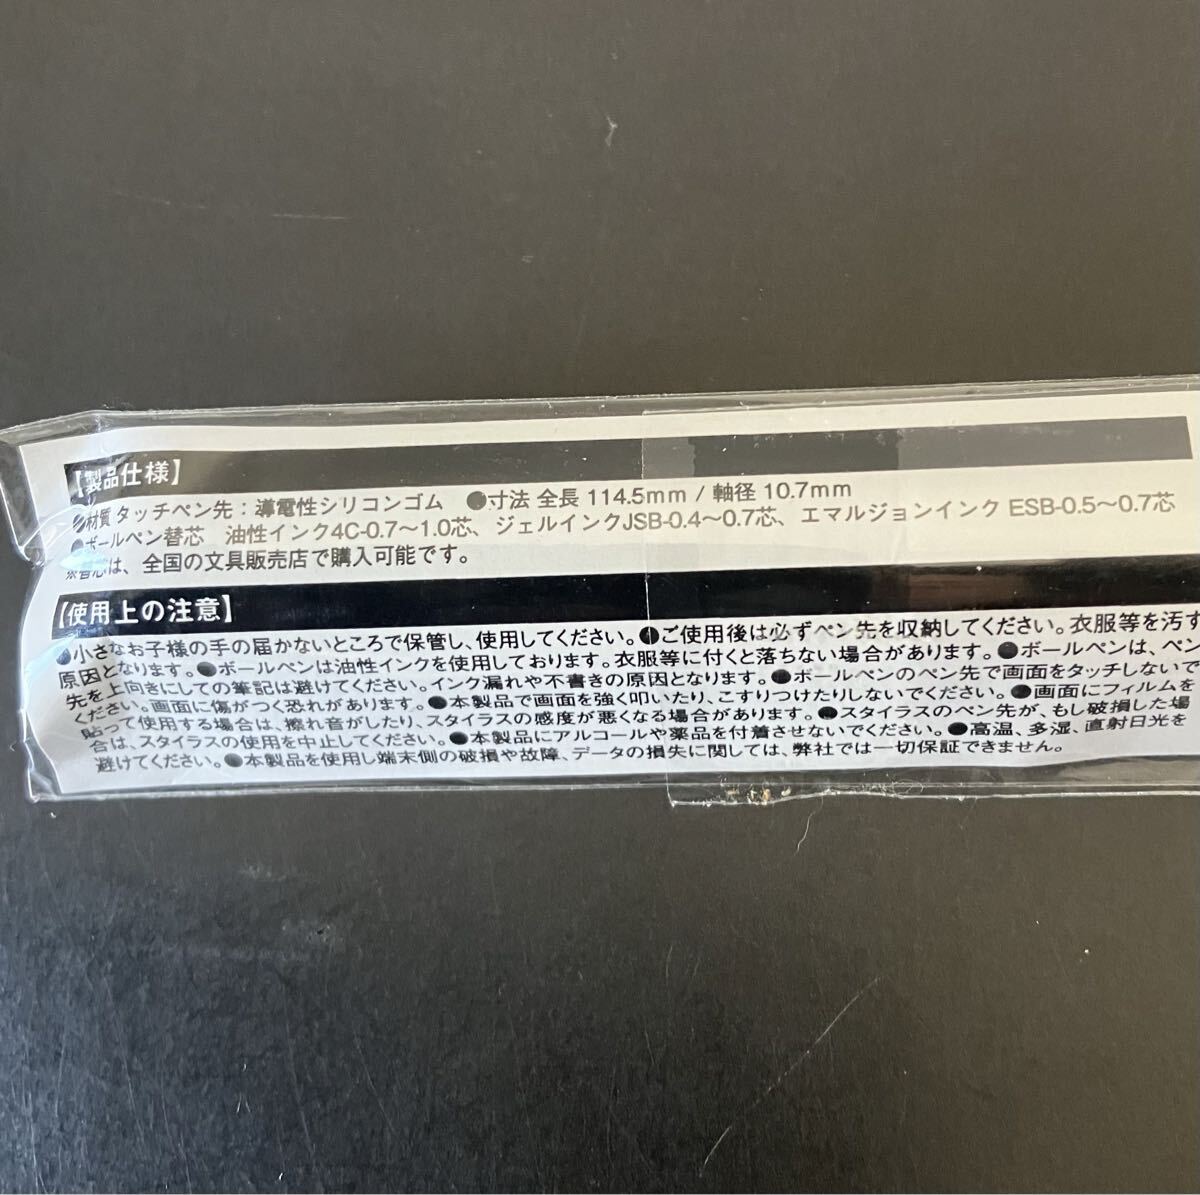 【製品仕様】
●材質 タッチペン先：導電性シリコンゴム　●寸法 全長 114.5mm / 軸径 10.7mm
●ボールペン替芯　油性インク4C-0.7～1.0芯、ジェルインクJSB-0.4～0.7芯、エマルジョンインク ESB-0.5～0.7芯
※替芯は、全国の文具販売店で購入可能です。
【使用上の注意】
●小さなお子様の手の届かないところで保管し、使用してください。●ご使用後は必ずペン先を収納してください。衣服等を汚す
原因となります。●ボールペンは油性インクを使用しております。衣服等に付くと落ちない場合があります。●ボールペンは、ペン
先を上向きにしての筆記は避けてください。インク漏れや不書きの原因となります。●ボールペンのペン先で画面をタッチしないで
ください。画面に傷がつく恐れがあります。●本製品で画面を強く叩いたり、こすりつけたりしないでください。●画面にフィルムを
貼って使用する場合は、擦れ音がしたり、スタイラスの感度が悪くなる場合があります。●スタイラスのペン先が、もし破損した場
合は、スタイラスの使用を中止してください。●本製品にアルコールや薬品を付着させないでください。●高温、多湿、直射日光を
避けてください。●本製品を使用し端末側の破損や故障、データの損失に関しては、弊社では一切保証できません。